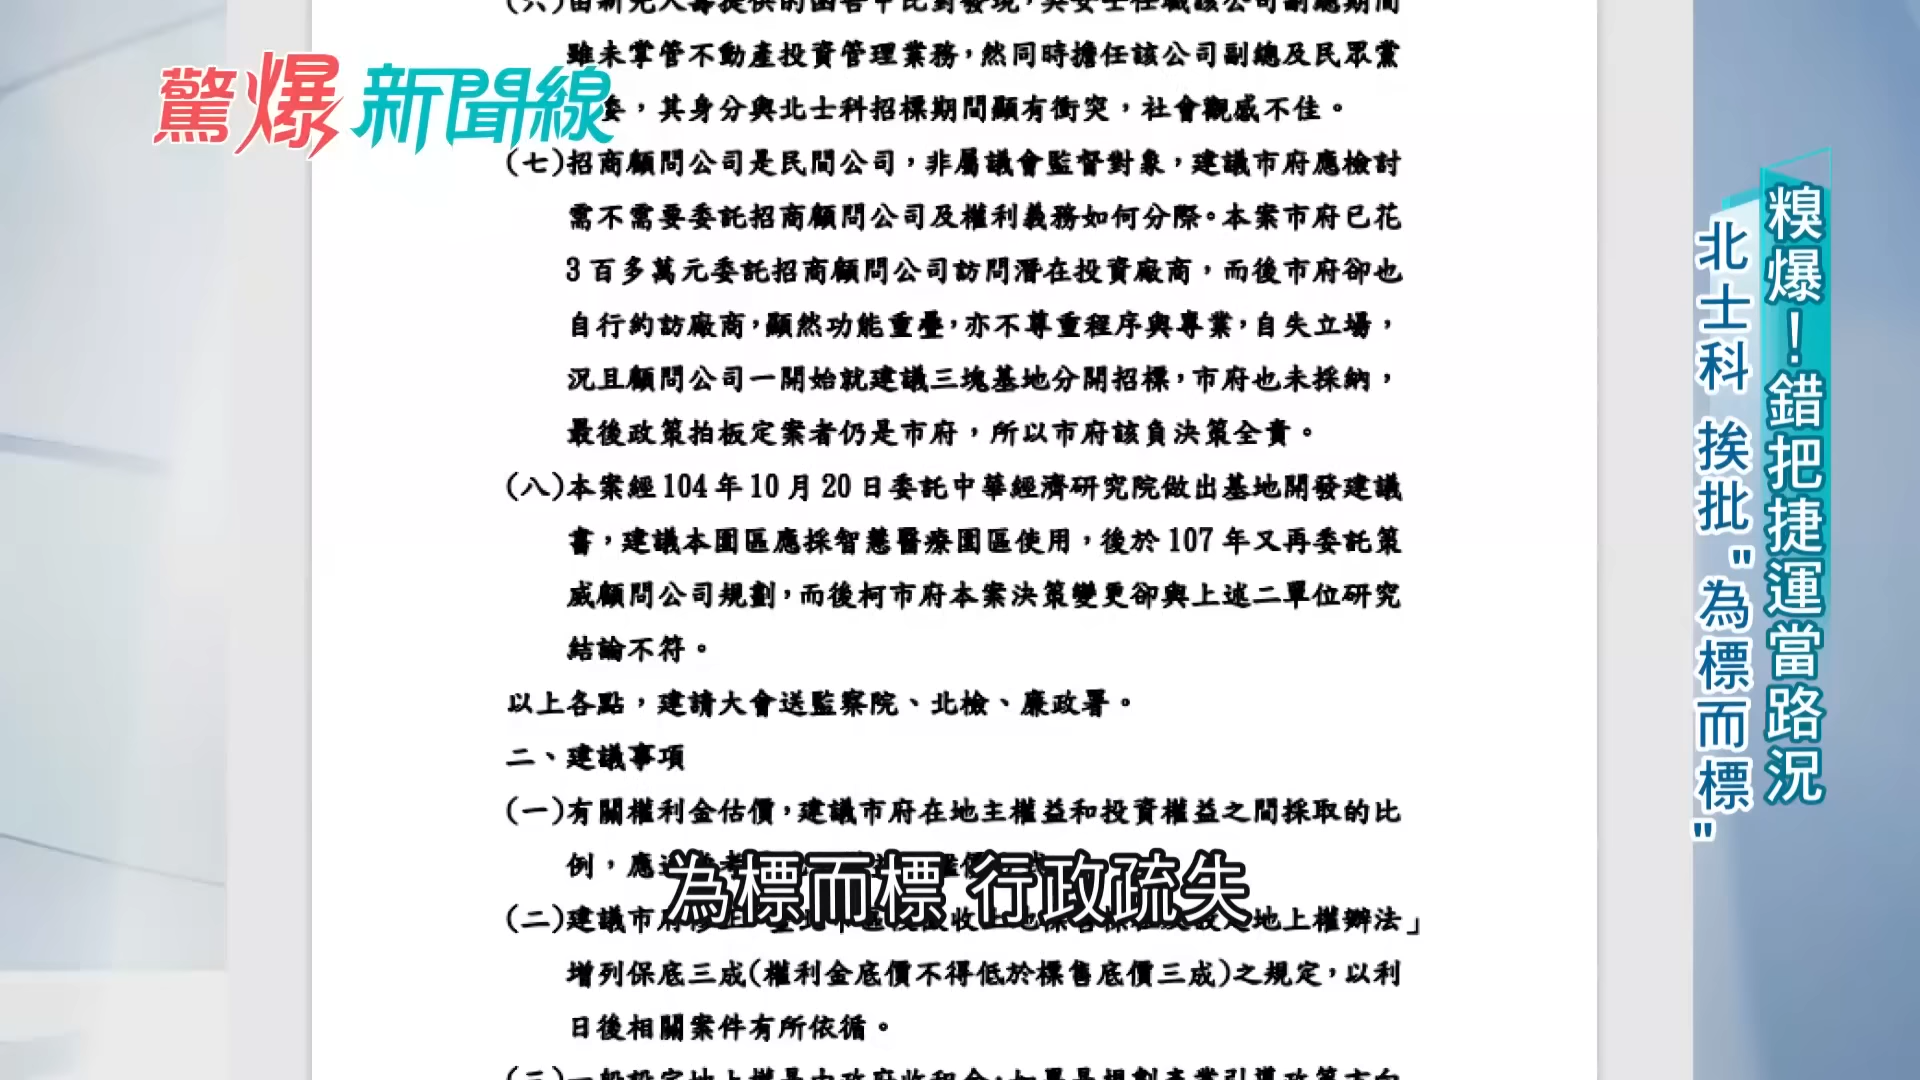 雖未掌管不動產投資管理業務，然同時擔任該公司副總及民眾黨
委，其身分與北士科招標期間顯有衝突，社會觀感不佳。
(七)招商顧問公司是民間公司，非屬議會監督對象，建議市府應檢討
需不需要委託招商顧問公司及權利義務如何分際。本案市府已花
3百多萬元委託招商顧問公司訪問潛在投資廠商，而後市府卻也
自行約訪廠商，顯然功能重疊，亦不尊重程序與專業，自失立場，
況且顧問公司一開始就建議三塊基地分開招標，市府也未採納，
最後政策拍板定案者仍是市府，所以市府該負決策全責。
(八)本案經104年10月20日委託中華經濟研究院做出基地開發建議
書，建議本園區應採智慧醫療園區使用，後於107年又再委託策
威顧問公司規劃，而後柯市府本案決策變更卻與上述二單位研究
結論不符。
以上各點，建請大會送監察院、北檢、廉政署。
二、建議事項
(一)有關權利金估價，建議市府在地主權益和投資權益之間採取的比
例，應
(二)建議市府修
地上權辦法」
增列保底三成(權利金底價不得低於標售底價三成)之規定，以利
日後相關案件有所依循。
驚爆新聞線
糗爆！錯把捷運當路況
北士科 挨批"為標而標"
為標而標 行政疏失